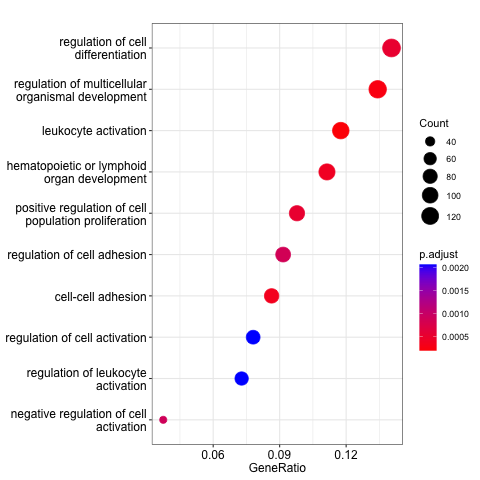 regulation of cell
differentiation
regulation of multicellular
organismal development
leukocyte activation
hematopoietic or lymphoid
organ development
positive regulation of cell
population proliferation
regulation of cell adhesion
cell-cell adhesion
regulation of cell activation
regulation of leukocyte
activation
negative regulation of cell
activation
0.06 0.09 0.12
GeneRatio
Count
40
60
80
100
120
p.adjust
0.0020
0.0015
0.0010
0.0005